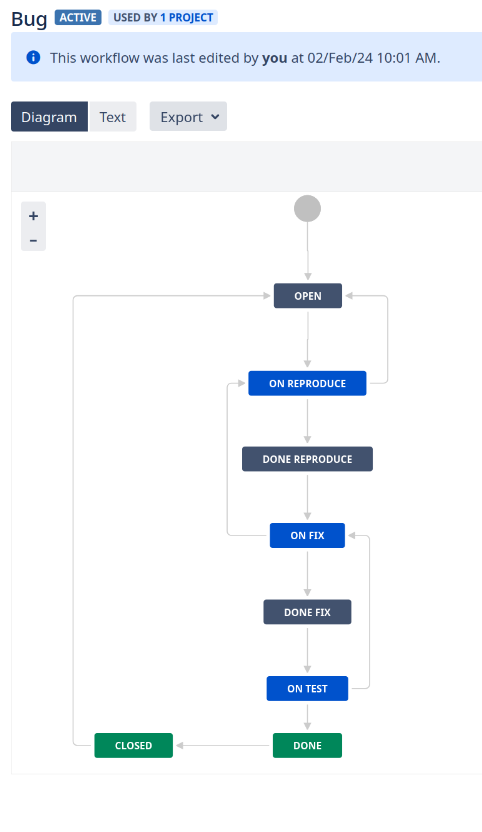 Bug ACTIVE USED BY 1 PROJECT
This workflow was last edited by you at 02/Feb/24 10:01 AM.
Diagram Text Export
+
-
OPEN
ON REPRODUCE
DONE REPRODUCE
ON FIX
DONE FIX
ON TEST
CLOSED DONE